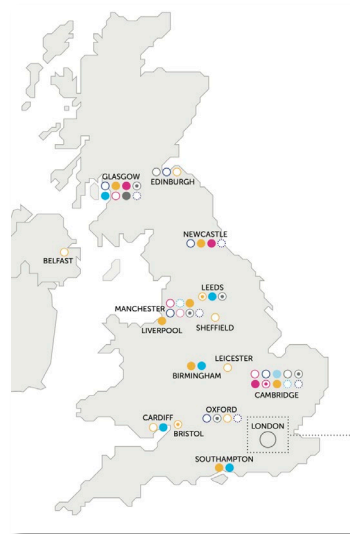 GLASGOW
EDINBURGH
NEWCASTLE
BELFAST
LEEDS
MANCHESTER
LIVERPOOL
SHEFFIELD
LEICESTER
BIRMINGHAM
CAMBRIDGE
OXFORD
CARDIFF
LONDON
BRISTOL
SOUTHAMPTON